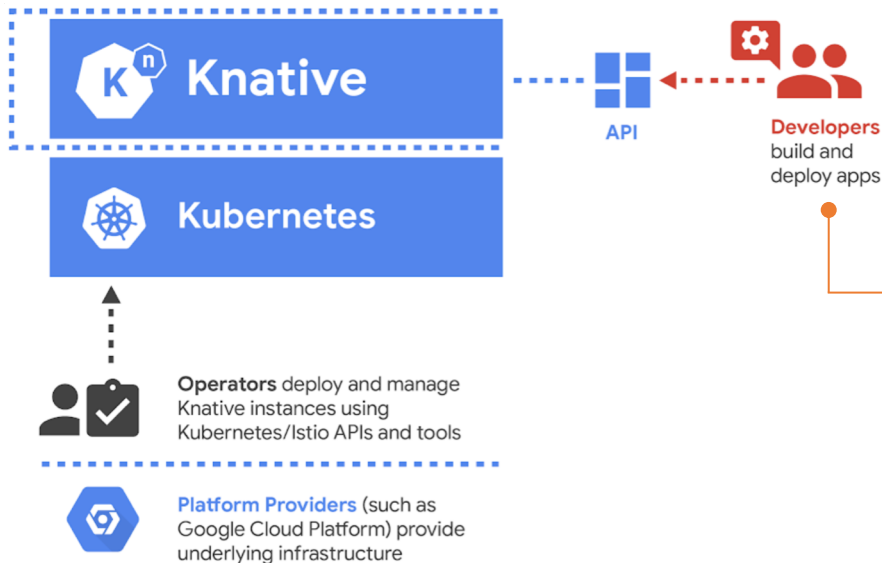 K
n
Knative
API
Developers
build and
deploy apps
Kubernetes
Operators deploy and manage
Knative instances using
Kubernetes/Istio APIs and tools
Platform Providers (such as
Google Cloud Platform) provide
underlying infrastructure